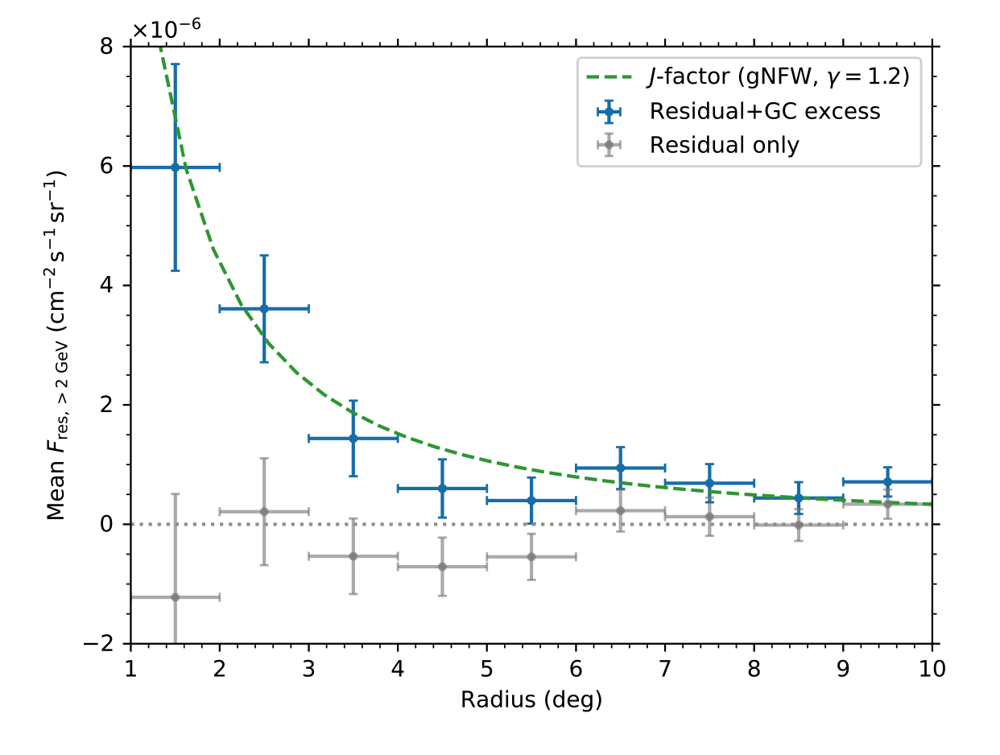 ×10⁻⁶
8
6
4
2
0
−2
Mean F_res, > 2 GeV (cm⁻² s⁻¹ sr⁻¹)
J-factor (gNFW, γ = 1.2)
Residual+GC excess
Residual only
1 2 3 4 5 6 7 8 9 10
Radius (deg)